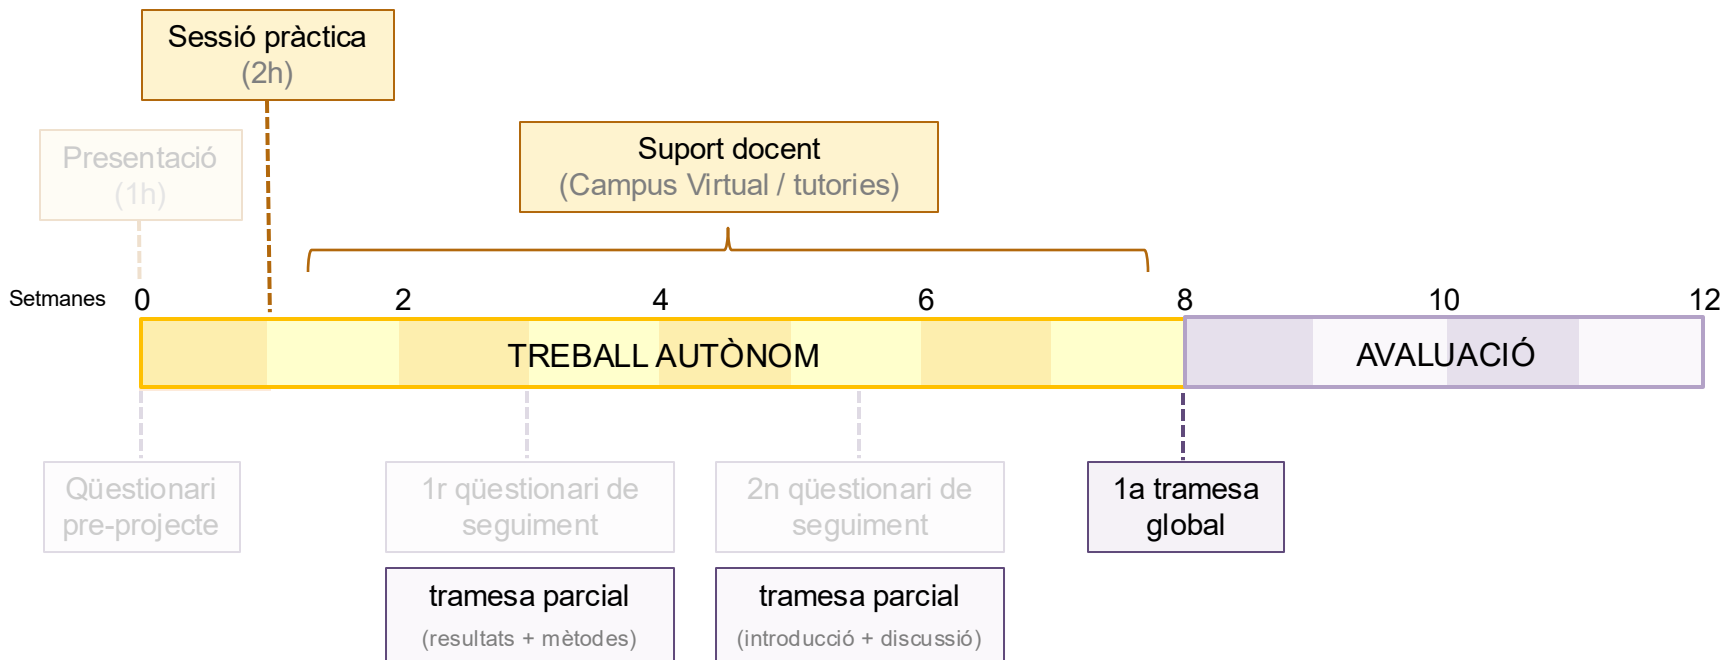 Sessió pràctica
(2h)
Presentació
(1h)
Suport docent
(Campus Virtual / tutories)
Setmanes 0 2 4 6 8 10 12
TREBALL AUTÒNOM AVALUACIÓ
Qüestionari
pre-projecte
1r qüestionari de
seguiment
2n qüestionari de
seguiment
1a tramesa
global
tramesa parcial
(resultats + mètodes)
tramesa parcial
(introducció + discussió)